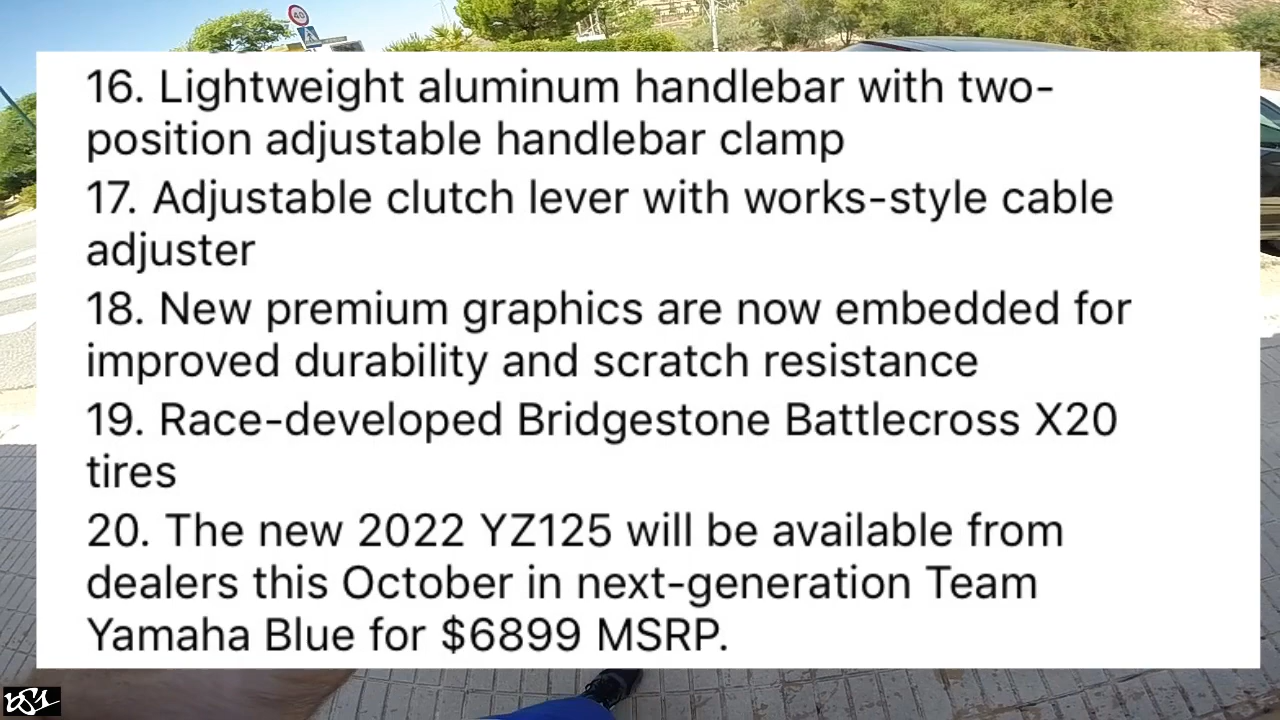 40
16. Lightweight aluminum handlebar with two-
position adjustable handlebar clamp
17. Adjustable clutch lever with works-style cable
adjuster
18. New premium graphics are now embedded for
improved durability and scratch resistance
19. Race-developed Bridgestone Battlecross X20
tires
20. The new 2022 YZ125 will be available from
dealers this October in next-generation Team
Yamaha Blue for $6899 MSRP.